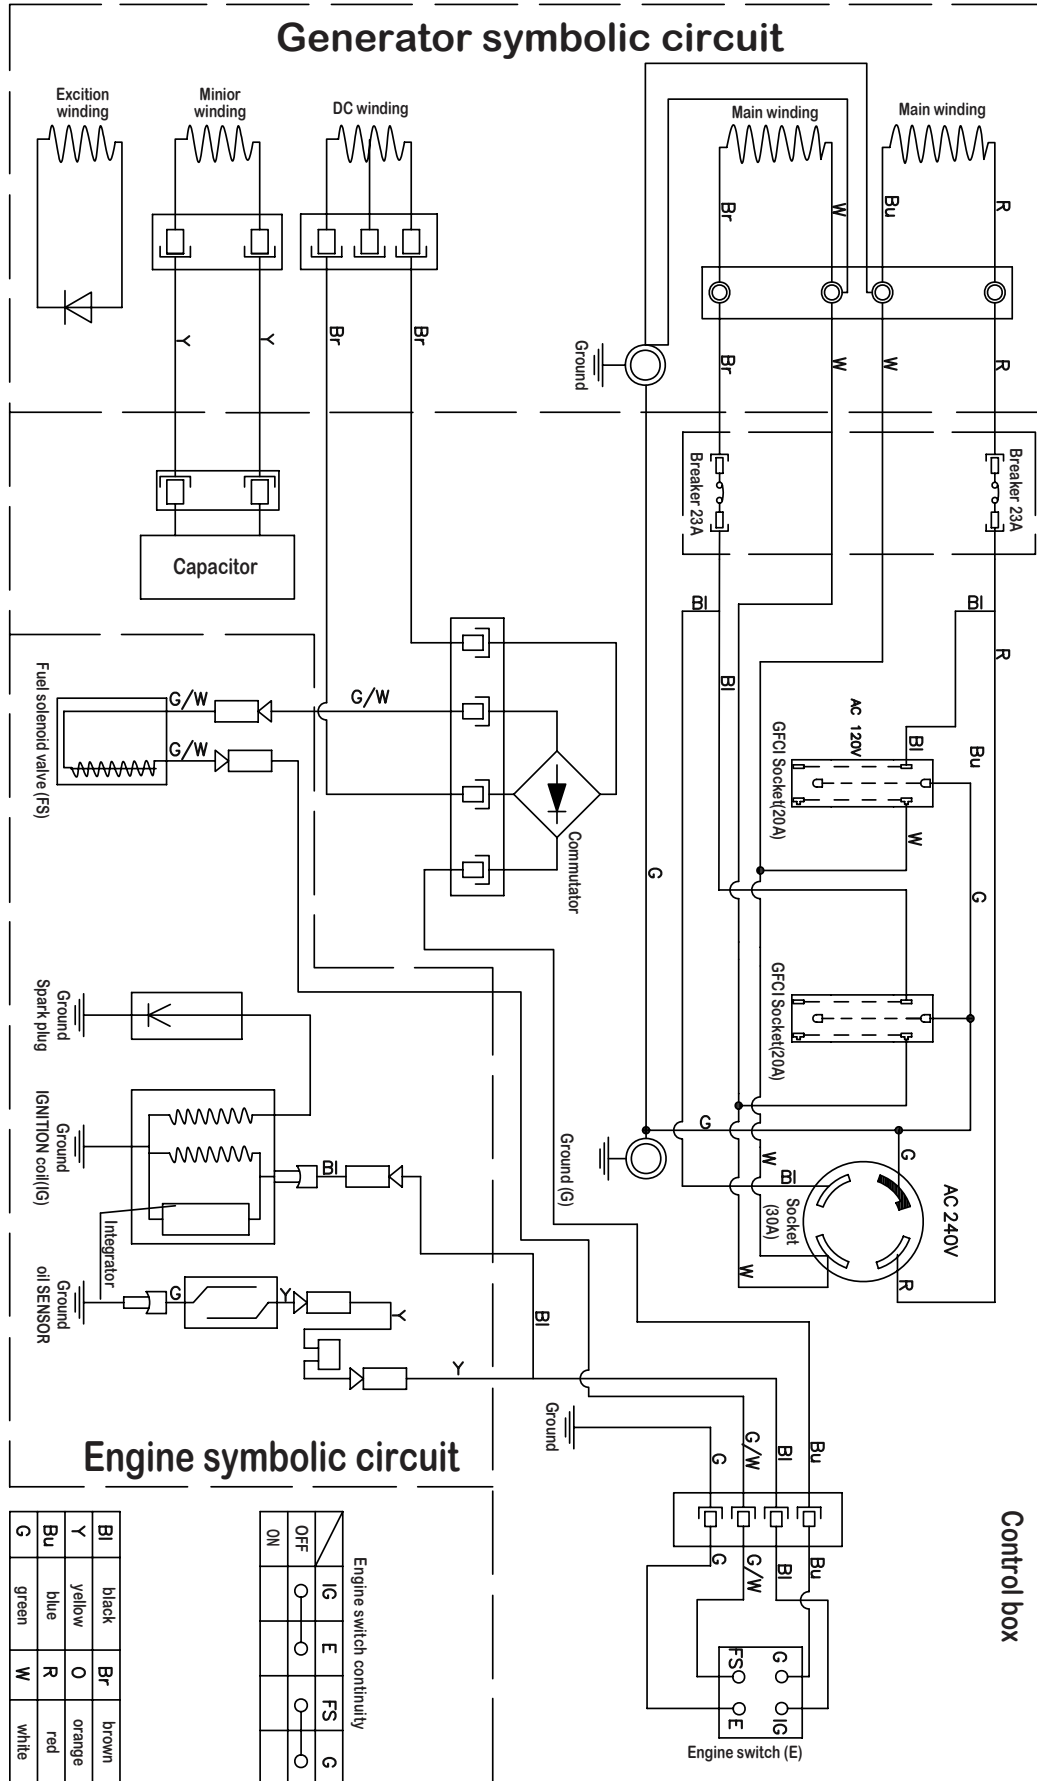 Generator symbolic circuit
Excition
winding
Minior
winding
DC winding
Main winding
Main winding
Br
W
Bu
R
Br
Br
Y
Y
Ground
Br
W
W
R
Breaker 23A
Breaker 23A
Capacitor
Bl
Bl
Bl
R
Fuel solenoid valve (FS)
G/W
G/W
G/W
AC 120V
GFCI Socket(20A)
Bl
Bu
W
Commutator
G
G
GFCI Socket(20A)
Ground
Spark plug
Ground
IGNITION coil(IG)
Bl
Integrator
Ground (G)
G
G
W
Bl
Socket
(30A)
AC 240V
W
R
Ground
oil SENSOR
G
Y
Y
Bl
Y
Ground
G
G/W
Bl
Bu
G
G/W
Bl
Bu
Control box
Engine symbolic circuit
FS
G
E
IG
Engine switch (E)
Engine switch continuity
IG E FS G
OFF
ON
Bl black Br brown
Y yellow O orange
Bu blue R red
G green W white